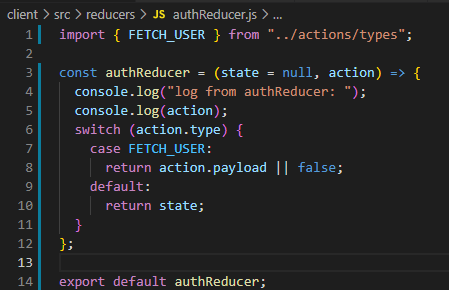 client > src > reducers > JS authReducer.js > ...
1 import { FETCH_USER } from "../actions/types";
2
3 const authReducer = (state = null, action) => {
4   console.log("log from authReducer: ");
5   console.log(action);
6   switch (action.type) {
7     case FETCH_USER:
8       return action.payload || false;
9     default:
10       return state;
11   }
12 };
13
14 export default authReducer;